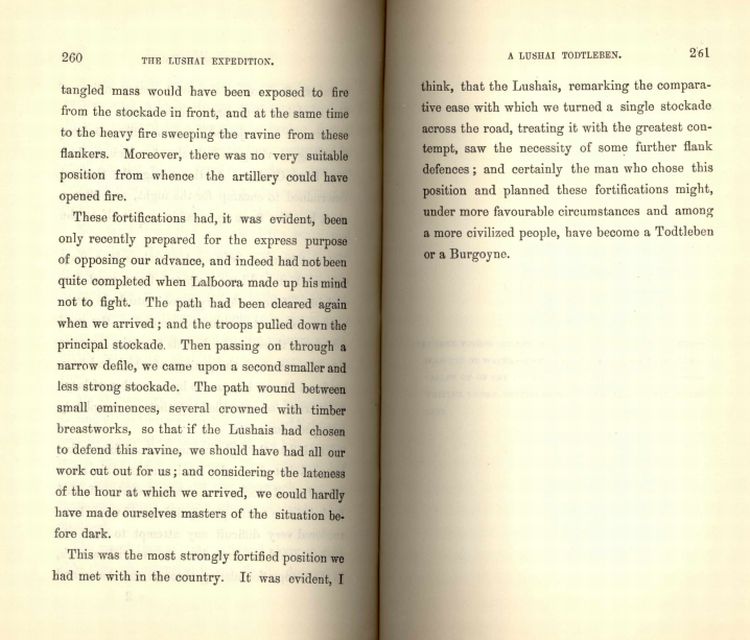 260
THE LUSHAI EXPEDITION.
tangled mass would have been exposed to fire
from the stockade in front, and at the same time
to the heavy fire sweeping the ravine from these
flankers. Moreover, there was no very suitable
position from whence the artillery could have
opened fire.
These fortifications had, it was evident, been
only recently prepared for the express purpose
of opposing our advance, and indeed had not been
quite completed when Lalboora made up his mind
not to fight. The path had been cleared again
when we arrived; and the troops pulled down the
principal stockade. Then passing on through a
narrow defile, we came upon a second smaller and
less strong stockade. The path wound between
small eminences, several crowned with timber
breastworks, so that if the Lushais had chosen
to defend this ravine, we should have had all our
work cut out for us; and considering the lateness
of the hour at which we arrived, we could hardly
have made ourselves masters of the situation be-
fore dark.
This was the most strongly fortified position we
had met with in the country. It was evident, I
A LUSHAI TODTLEBEN.
261
think, that the Lushais, remarking the compara-
tive ease with which we turned a single stockade
across the road, treating it with the greatest con-
tempt, saw the necessity of some further flank
defences; and certainly the man who chose this
position and planned these fortifications might,
under more favourable circumstances and among
a more civilized people, have become a Todtleben
or a Burgoyne.